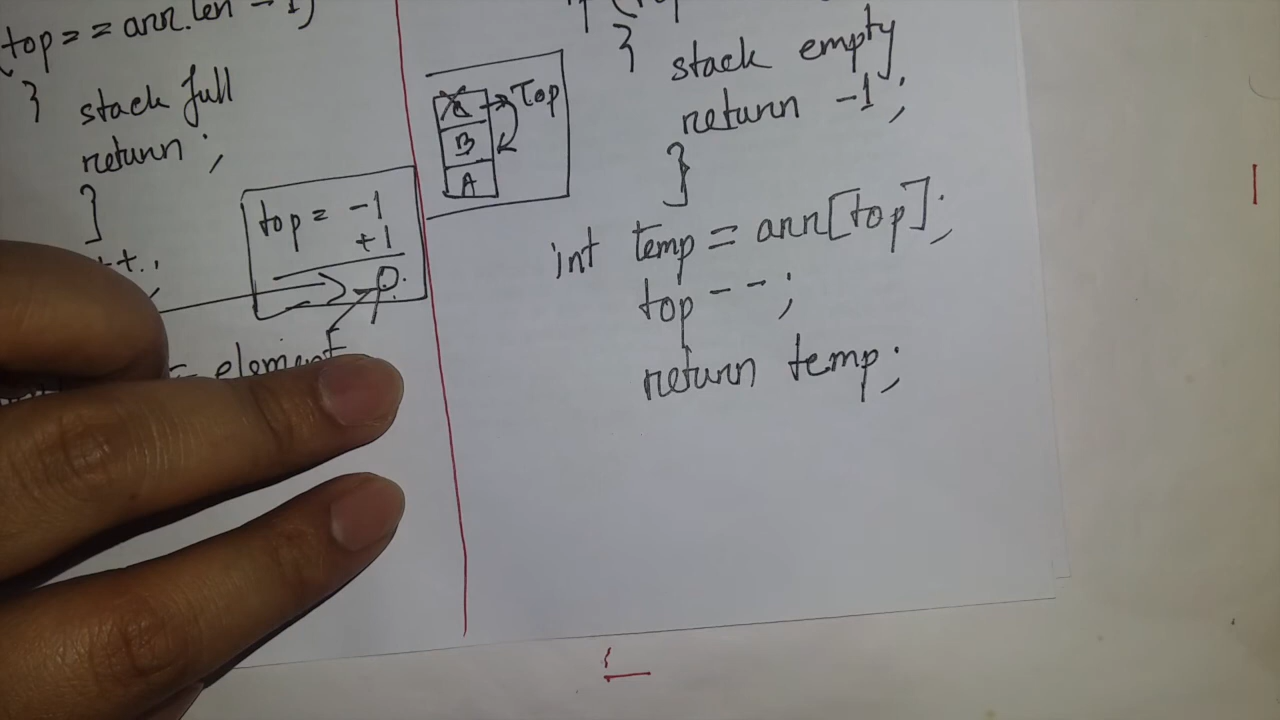 (top == arr.len -1)
} stack full
return ;
}
++;
= element
top = -1
+1
Top
B
A
} stack empty
return -1;
}
int temp = arr[top];
top--;
return temp;